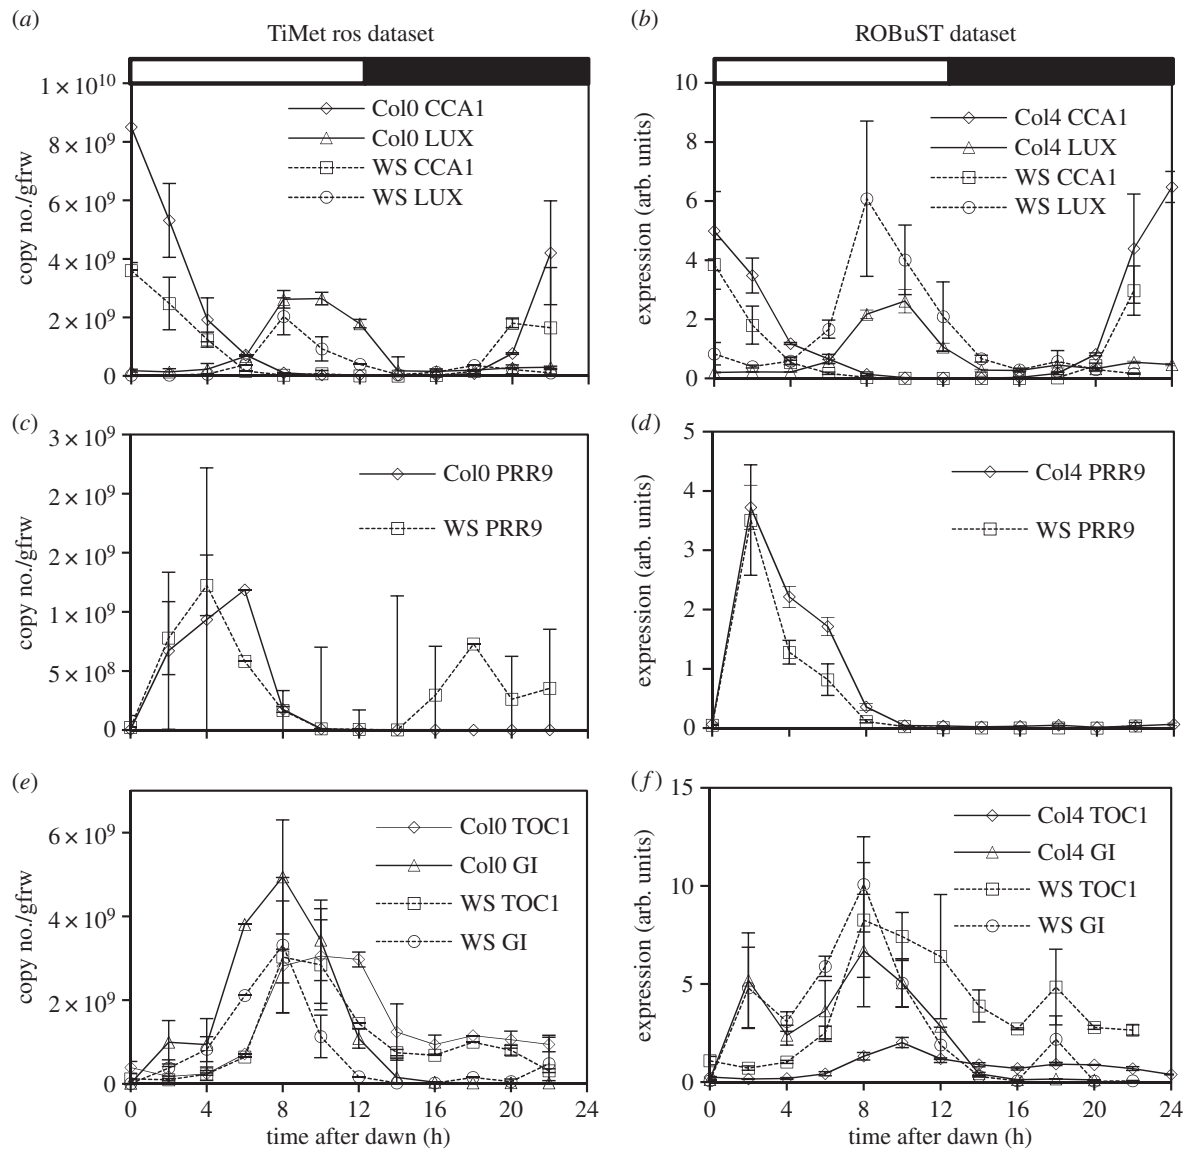 (a)
TiMet ros dataset
1 × 10¹⁰
8 × 10⁹
6 × 10⁹
4 × 10⁹
2 × 10⁹
0
copy no./gfrw
Col0 CCA1
Col0 LUX
WS CCA1
WS LUX
(b)
ROBuST dataset
10
8
6
4
2
0
expression (arb. units)
Col4 CCA1
Col4 LUX
WS CCA1
WS LUX
(c)
3 × 10⁹
2 × 10⁹
2 × 10⁹
1 × 10⁹
5 × 10⁸
0
copy no./gfrw
Col0 PRR9
WS PRR9
(d)
5
4
3
2
1
0
expression (arb. units)
Col4 PRR9
WS PRR9
(e)
6 × 10⁹
4 × 10⁹
2 × 10⁹
0
copy no./gfrw
Col0 TOC1
Col0 GI
WS TOC1
WS GI
0 4 8 12 16 20 24
time after dawn (h)
(f)
15
10
5
0
expression (arb. units)
Col4 TOC1
Col4 GI
WS TOC1
WS GI
0 4 8 12 16 20 24
time after dawn (h)